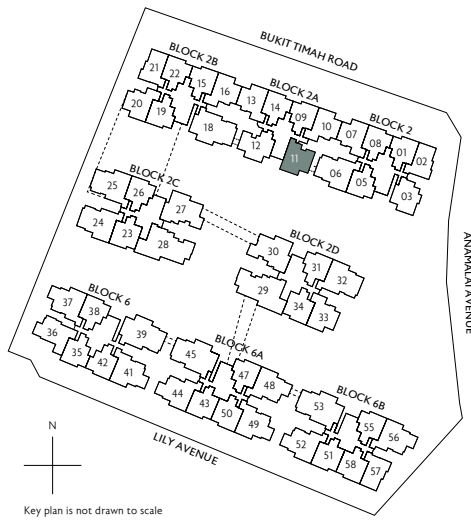 BUKIT TIMAH ROAD
BLOCK 2B
21 22 15 16
20 19 18
BLOCK 2A
13 14 09 10
12 11
BLOCK 2
07 08 01 02
06 05 03
ANAMALAI AVENUE
BLOCK 2C
25 26 27
24 23 28
BLOCK 2D
30 31 32
29 34 33
BLOCK 6
37 38 39
36 35 42 41
BLOCK 6A
45 47 48
44 43 50 49
BLOCK 6B
53 55 56
52 51 58 57
LILY AVENUE
N
Key plan is not drawn to scale